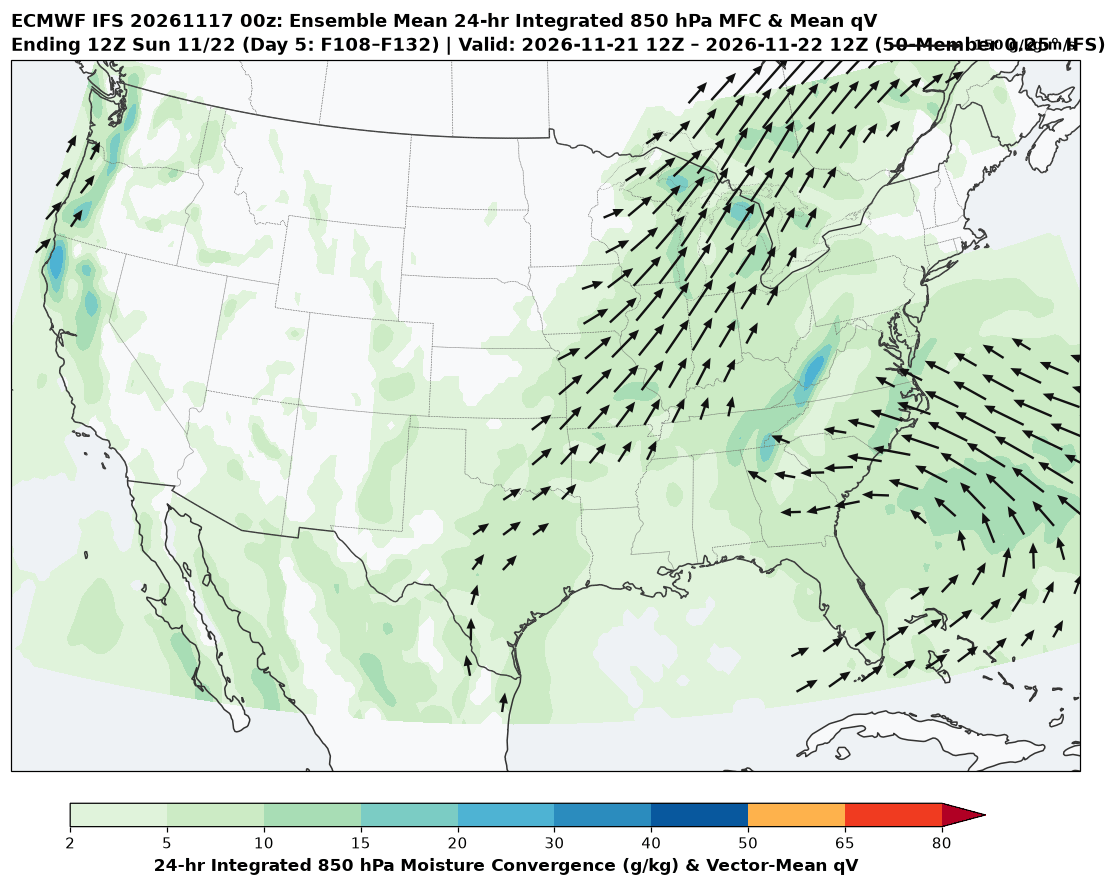 ECMWF IFS 20261117 00z: Ensemble Mean 24-hr Integrated 850 hPa MFC & Mean qV
Ending 12Z Sun 11/22 (Day 5: F108–F132) | Valid: 2026-11-21 12Z – 2026-11-22 12Z (50-Member 0.25° IFS)
150 g/kg·m/s
2 5 10 15 20 30 40 50 65 80
24-hr Integrated 850 hPa Moisture Convergence (g/kg) & Vector-Mean qV